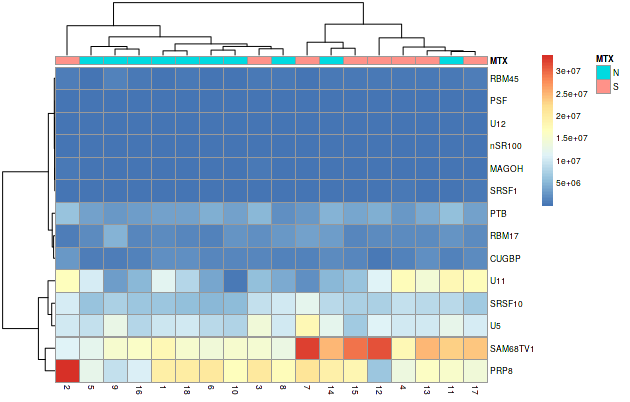 MTX
MTX
N
S
3e+07
2.5e+07
2e+07
1.5e+07
1e+07
5e+06
RBM45
PSF
U12
nSR100
MAGOH
SRSF1
PTB
RBM17
CUGBP
U11
SRSF10
U5
SAM68TV1
PRP8
2 5 9 16 1 18 6 10 3 8 7 14 15 12 4 13 11 17